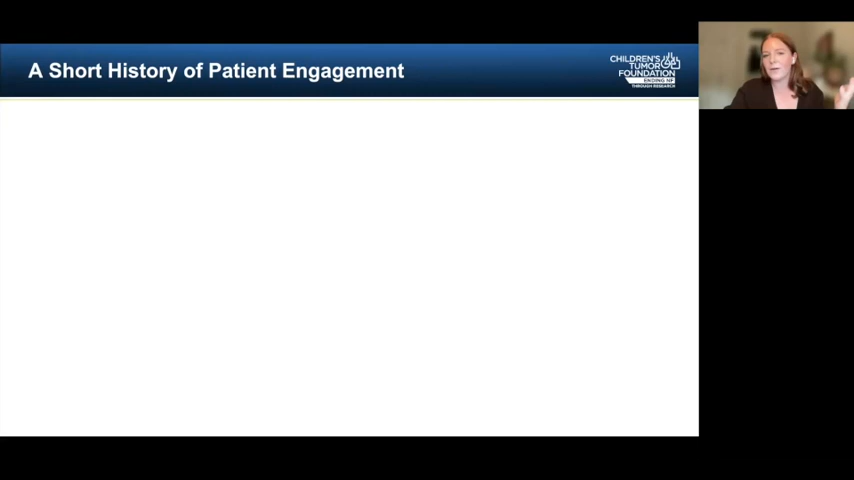 A Short History of Patient Engagement
CHILDREN'S
TUMOR
FOUNDATION
ENDING NF
THROUGH RESEARCH